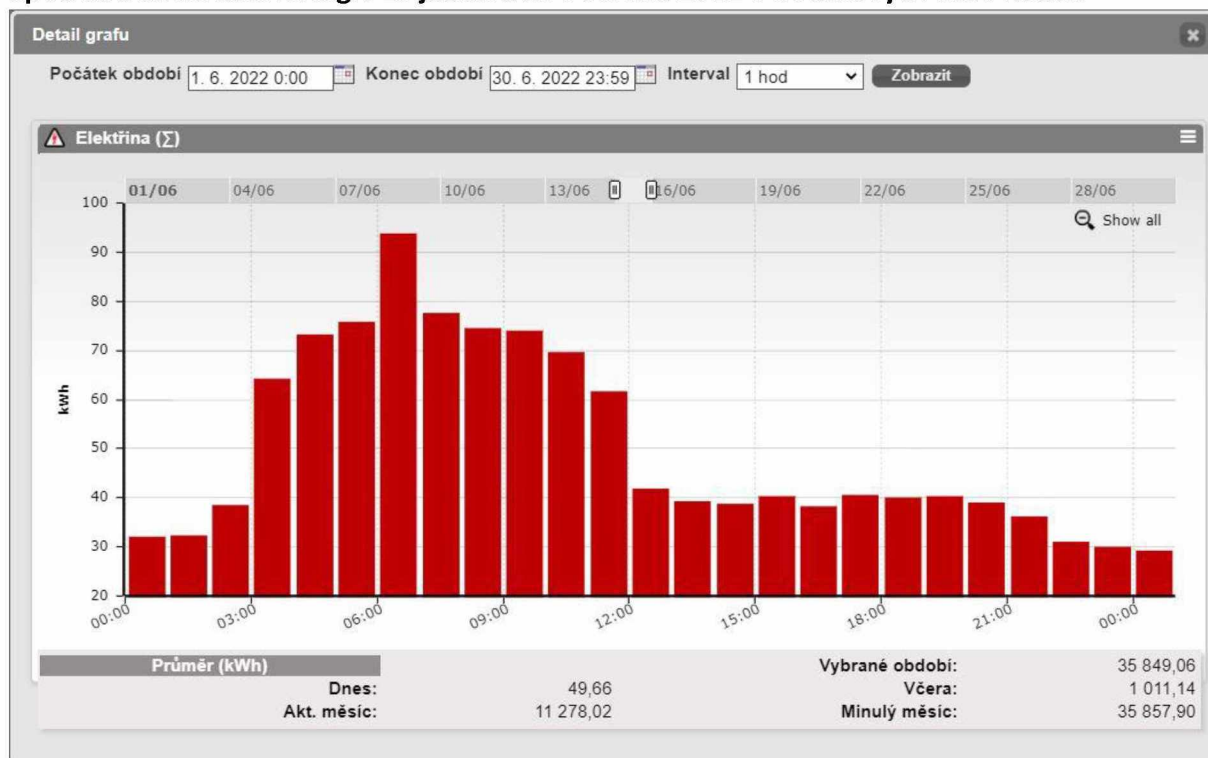 Detail grafu
Počátek období 1. 6. 2022 0:00 Konec období 30. 6. 2022 23:59 Interval 1 hod Zobrazit
Elektřina (∑)
01/06 04/06 07/06 10/06 13/06 16/06 19/06 22/06 25/06 28/06
Show all
100
90
80
70
60
50
40
30
20
kWh
00:00 03:00 06:00 09:00 12:00 15:00 18:00 21:00 00:00
Průměr (kWh) Vybrané období: 35 849,06
Dnes: 49,66 Včera: 1 011,14
Akt. měsíc: 11 278,02 Minulý měsíc: 35 857,90